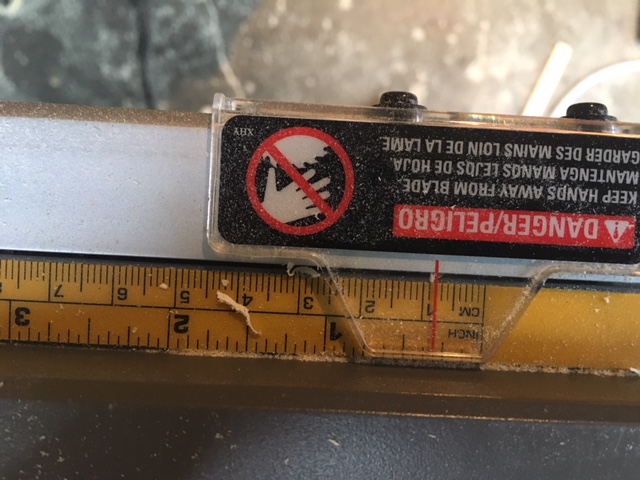 INCH 1 2 3
CM 1 2 3 4 5 6 7
DANGER/PELIGRO
KEEP HANDS AWAY FROM BLADE
MANTENGA MANOS LEJOS DE HOJA
GARDER DES MAINS LOIN DE LA LAME